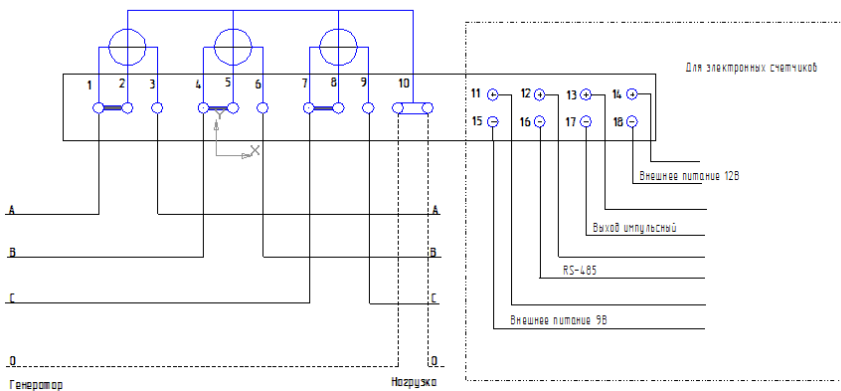 Для электронных счетчиков
1 2 3 4 5 6 7 8 9 10
11 12 13 14
15 16 17 18
Y
X
Внешнее питание 12В
A A
Выход импульсный
B B
RS-485
C C
Внешнее питание 9В
0 0
Генератор Нагрузка